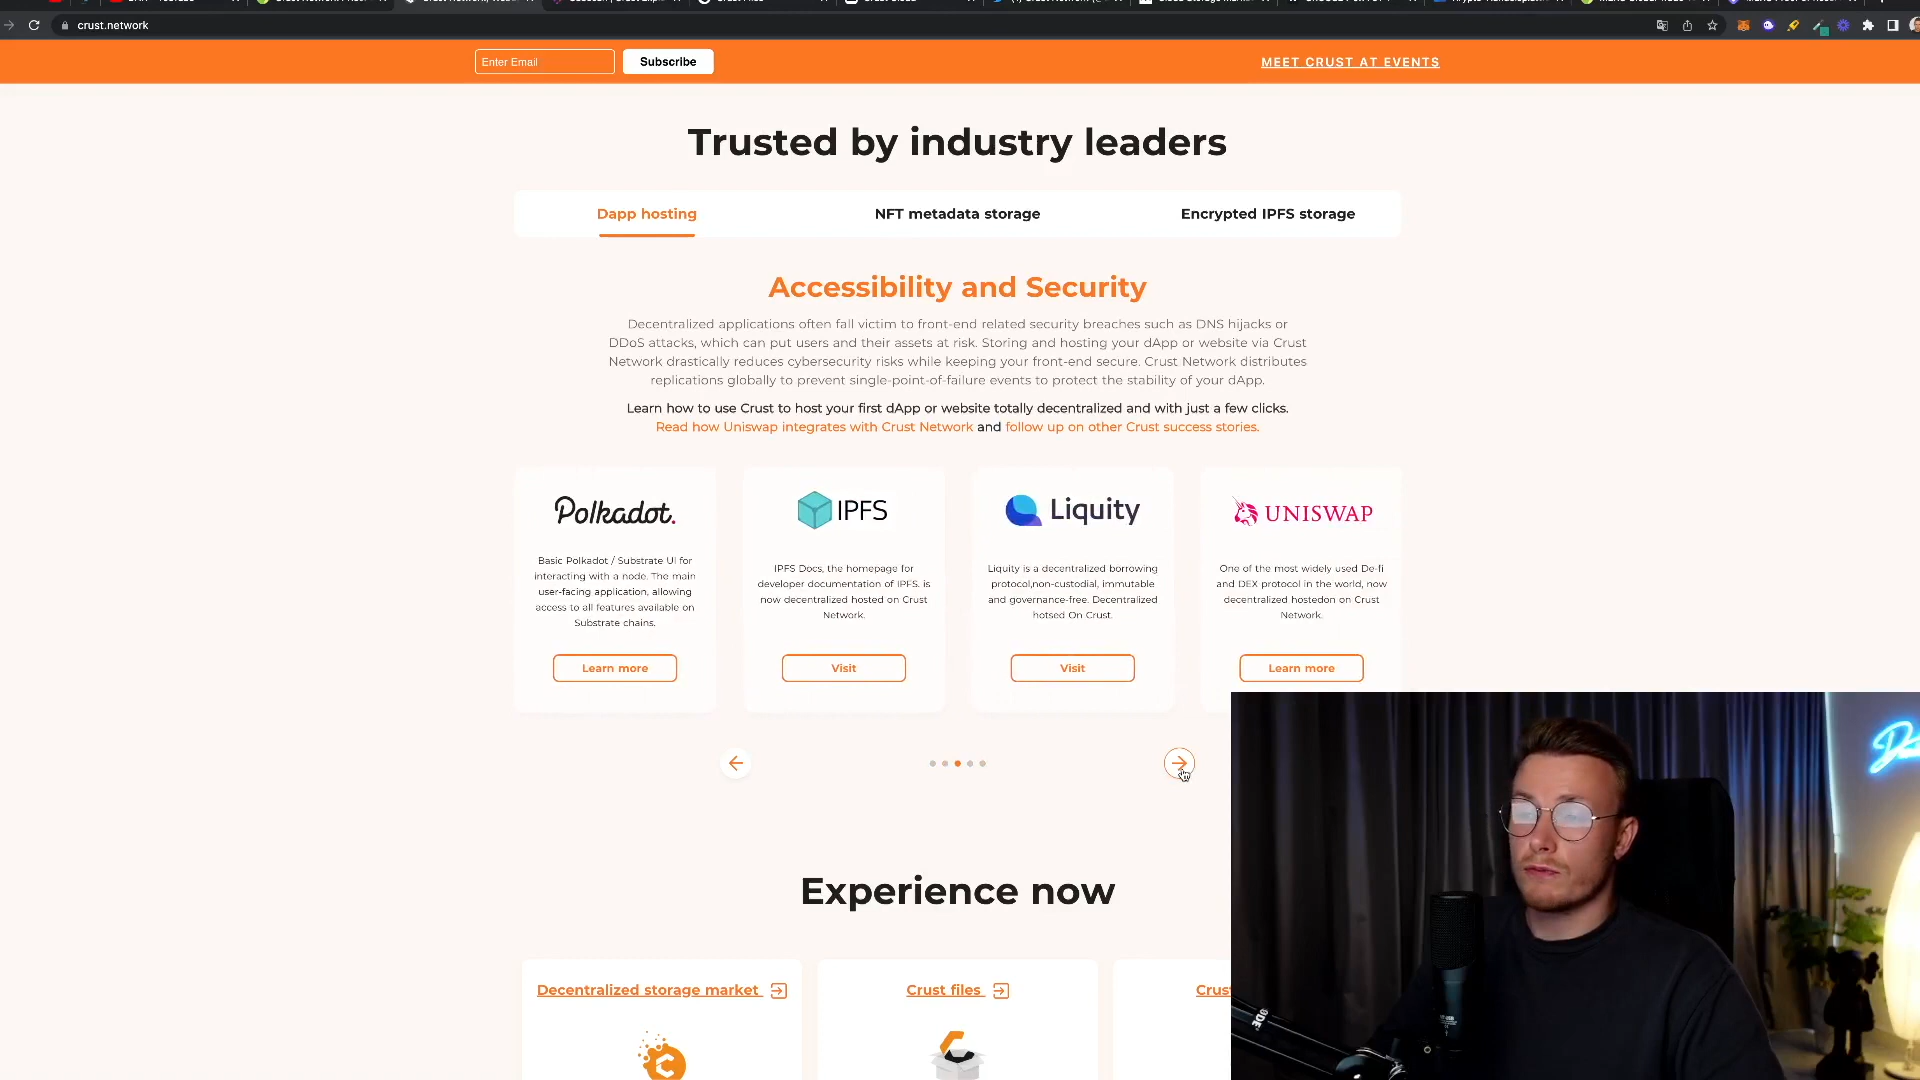 crust.network
Enter Email
Subscribe
MEET CRUST AT EVENTS
Trusted by industry leaders
Dapp hosting
NFT metadata storage
Encrypted IPFS storage
Accessibility and Security
Decentralized applications often fall victim to front-end related security breaches such as DNS hijacks or
DDoS attacks, which can put users and their assets at risk. Storing and hosting your dApp or website via Crust
Network drastically reduces cybersecurity risks while keeping your front-end secure. Crust Network distributes
replications globally to prevent single-point-of-failure events to protect the stability of your dApp.
Learn how to use Crust to host your first dApp or website totally decentralized and with just a few clicks.
Read how Uniswap integrates with Crust Network and follow up on other Crust success stories.
Polkadot.
Basic Polkadot / Substrate UI for
interacting with a node. The main
user-facing application, allowing
access to all features available on
Substrate chains.
Learn more
IPFS
IPFS Docs, the homepage for
developer documentation of IPFS. is
now decentralized hosted on Crust
Network.
Visit
Liquity
Liquity is a decentralized borrowing
protocol,non-custodial, immutable
and governance-free. Decentralized
hotsed On Crust.
Visit
UNISWAP
One of the most widely used De-fi
and DEX protocol in the world, now
decentralized hostedon on Crust
Network.
Learn more
Experience now
Decentralized storage market
Crust files
Crus